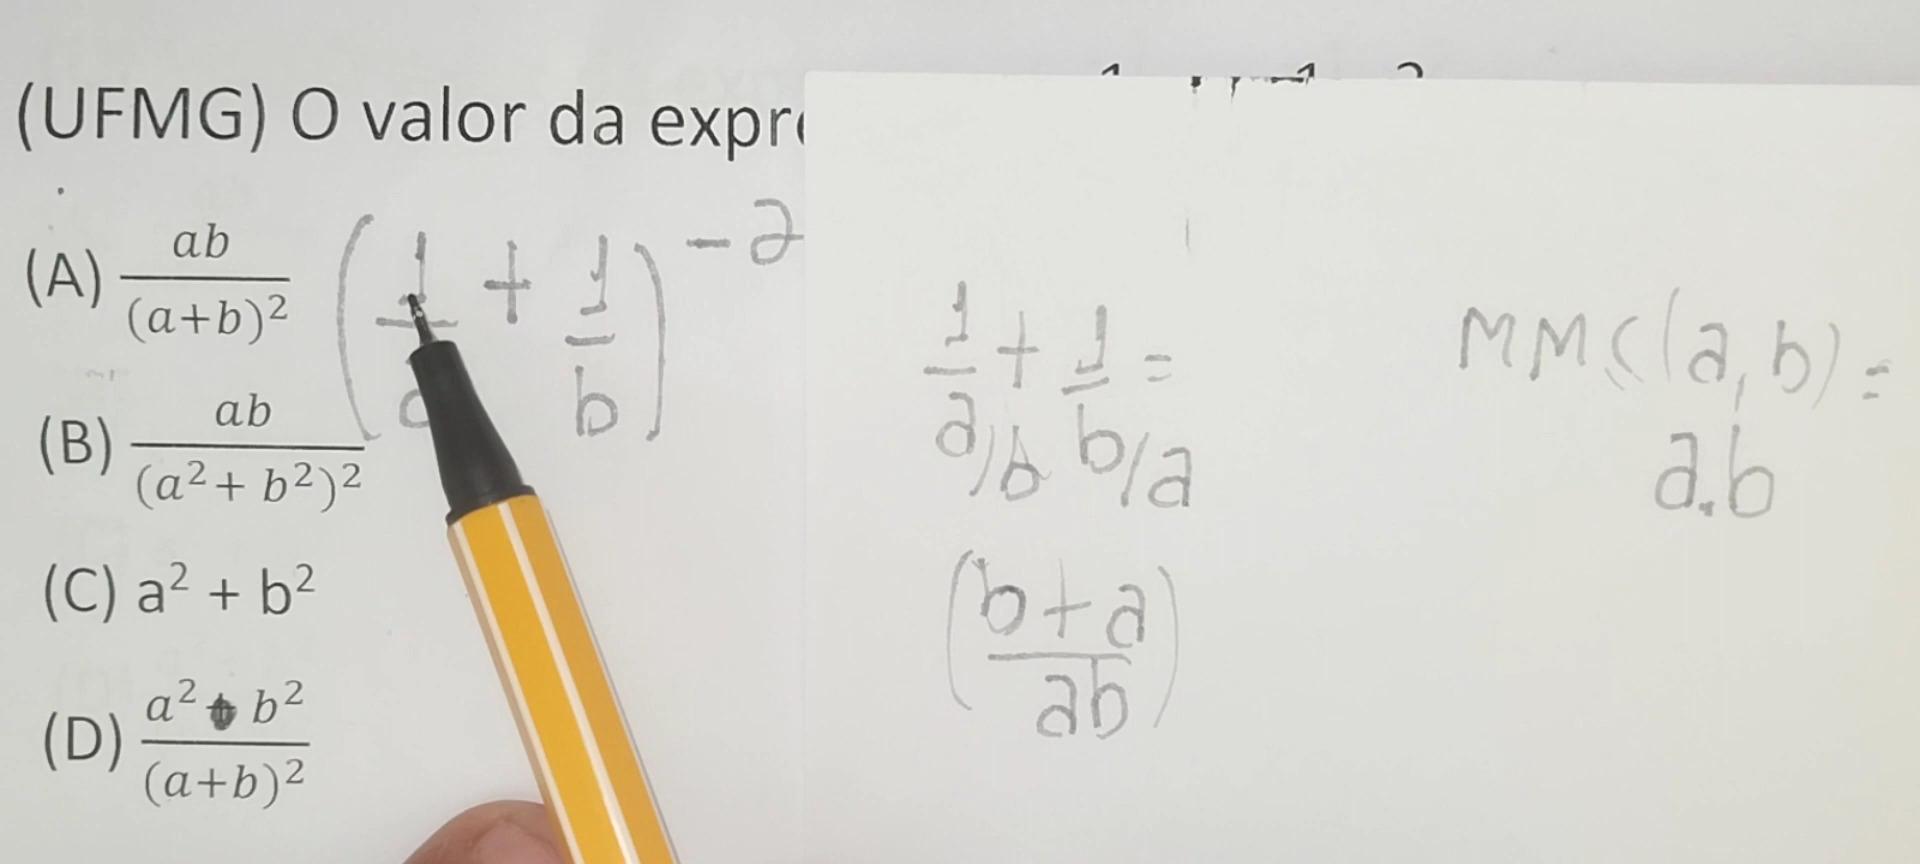 (UFMG) O valor da expre
(A) ab
(a+b)²
(1 + 1)⁻²
b
(B) ab
(a²+ b²)²
(C) a² + b²
(D) a² b²
(a+b)²
1 + 1 =
a/b b/a
(b+a)
ab
MMC(a,b)=
a.b